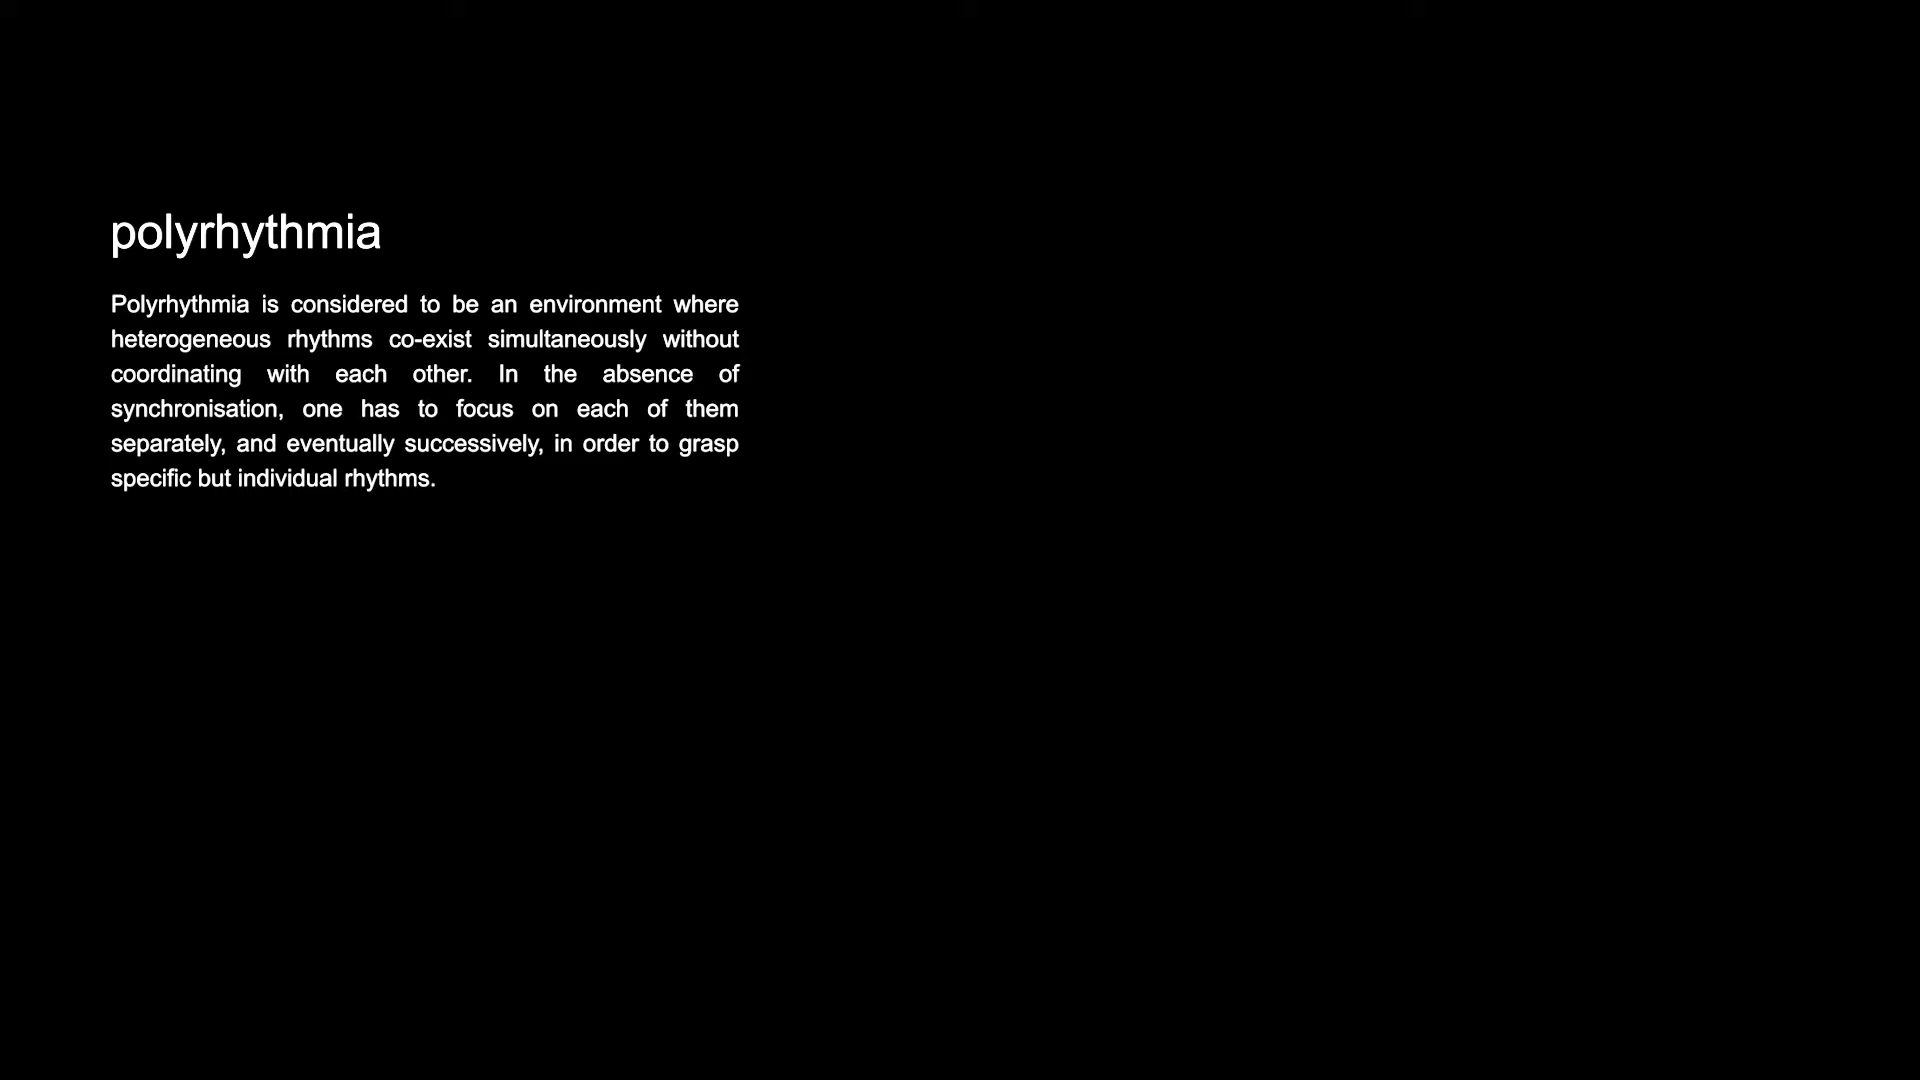 polyrhythmia
Polyrhythmia is considered to be an environment where
heterogeneous rhythms co-exist simultaneously without
coordinating with each other. In the absence of
synchronisation, one has to focus on each of them
separately, and eventually successively, in order to grasp
specific but individual rhythms.